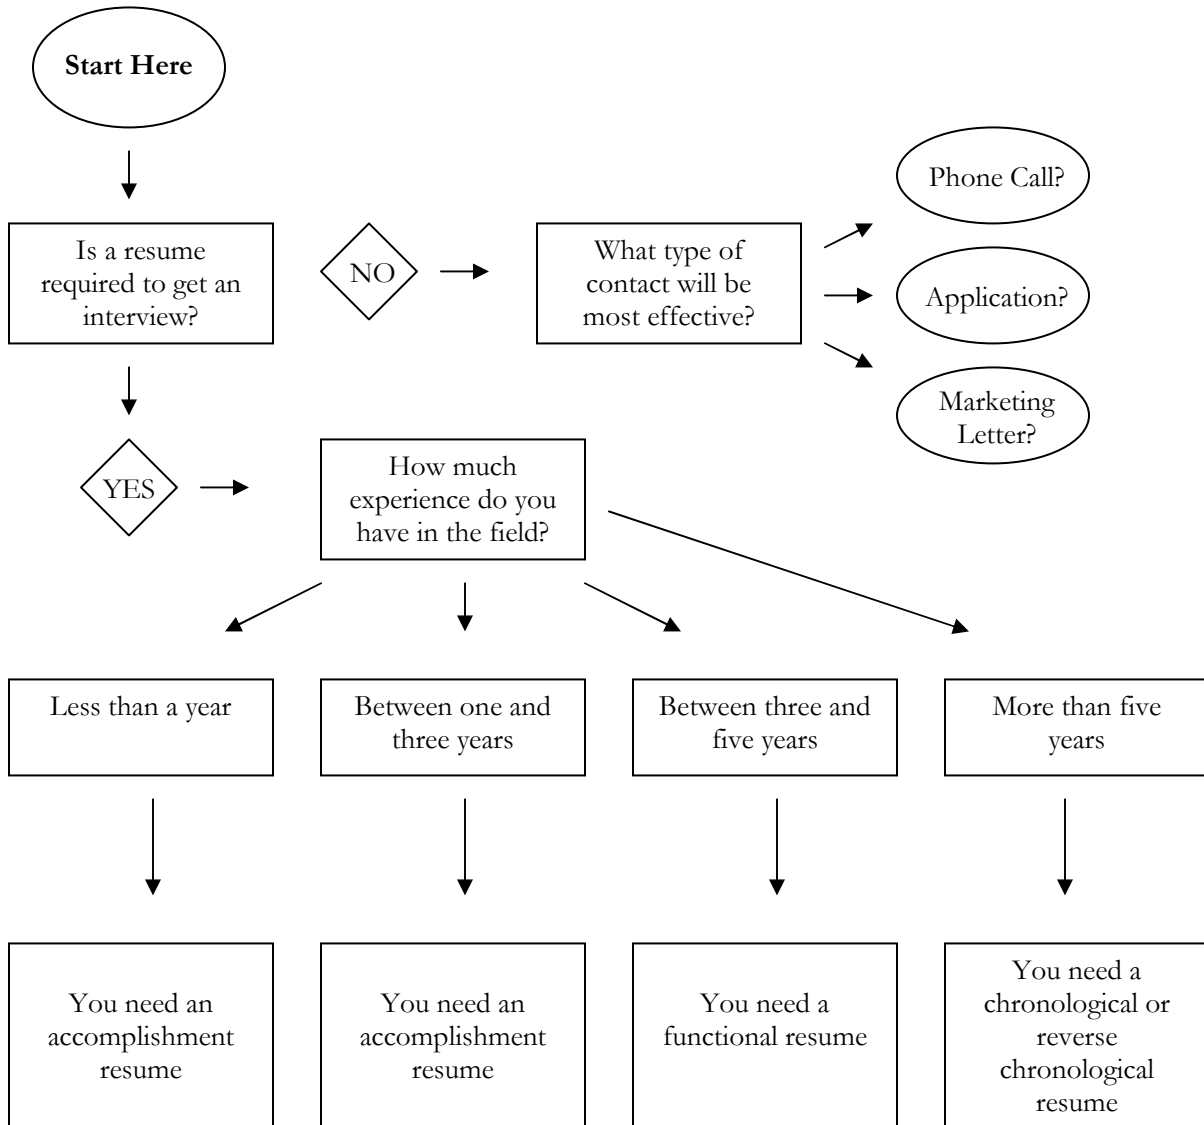 Start Here
Is a resume
required to get an
interview?
NO
What type of
contact will be
most effective?
Phone Call?
Application?
Marketing
Letter?
YES
How much
experience do you
have in the field?
Less than a year
Between one and
three years
Between three and
five years
More than five
years
You need an
accomplishment
resume
You need an
accomplishment
resume
You need a
functional resume
You need a
chronological or
reverse
chronological
resume